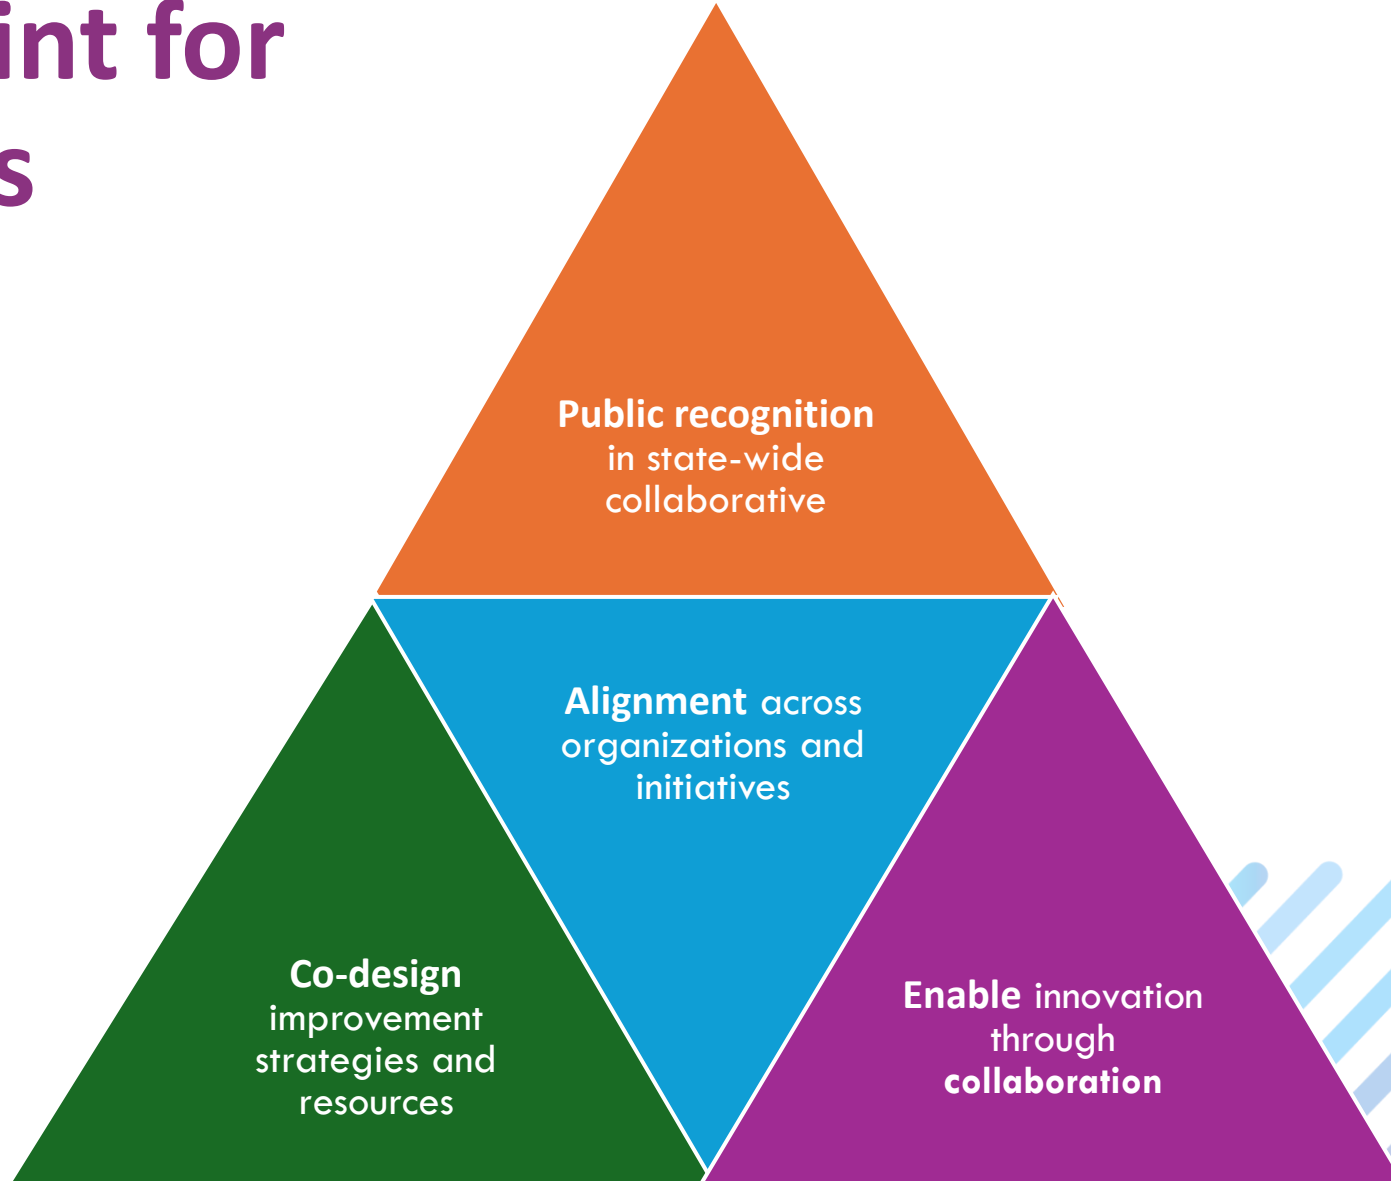 int for
s
Public recognition
in state-wide
collaborative
Alignment across
organizations and
initiatives
Co-design
improvement
strategies and
resources
Enable innovation
through
collaboration